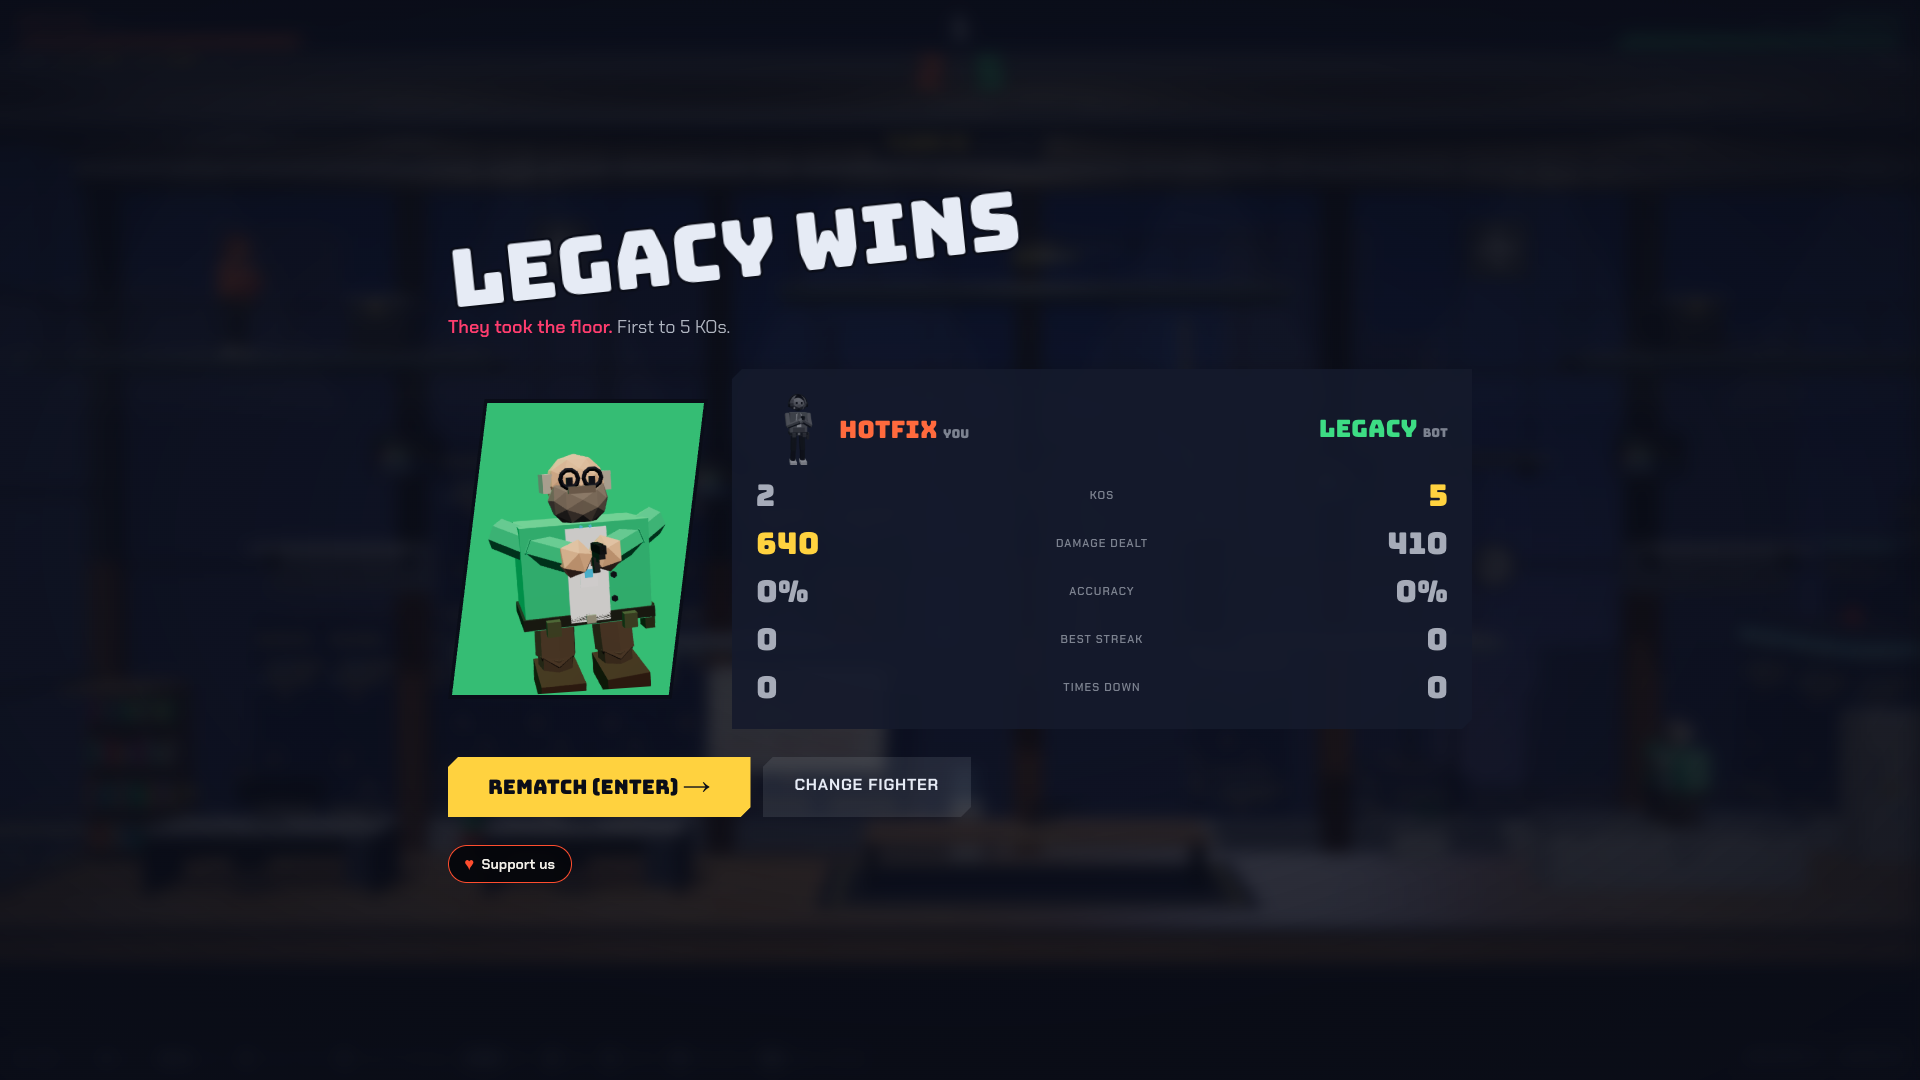 LEGACY WINS
They took the floor. First to 5 KOs.
HOTFIX YOU LEGACY BOT
2 KOS 5
640 DAMAGE DEALT 410
0% ACCURACY 0%
0 BEST STREAK 0
0 TIMES DOWN 0
REMATCH (ENTER) → CHANGE FIGHTER
♥ Support us